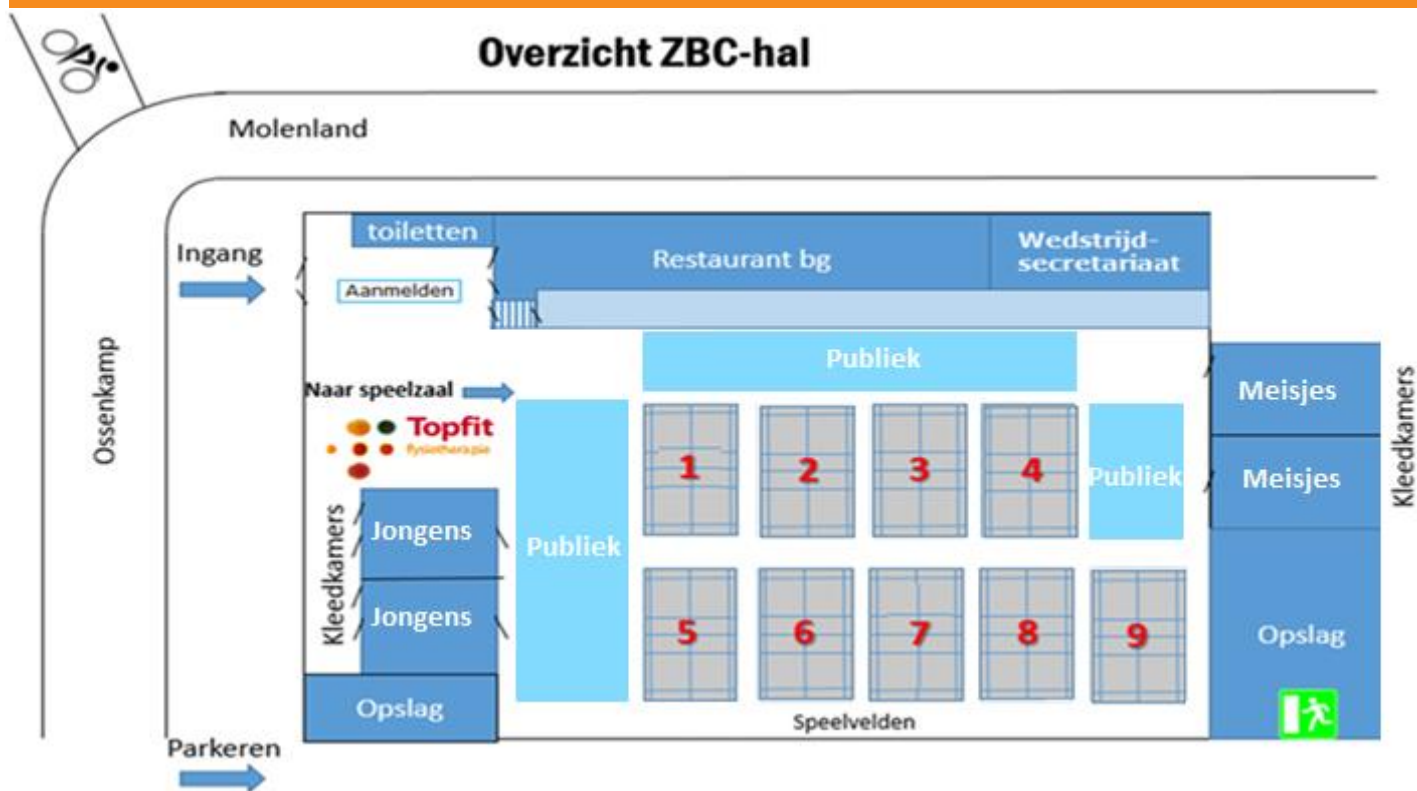 Overzicht ZBC-hal
Molenland
Ossenkamp
Ingang
toiletten
Aanmelden
Restaurant bg
Wedstrijd-
secretariaat
Publiek
Naar speelzaal
Topfit
fysiotherapie
Kleedkamers
Jongens
Jongens
Opslag
Publiek
1
2
3
4
Publiek
5
6
7
8
9
Speelvelden
Meisjes
Meisjes
Kleedkamers
Opslag
Parkeren